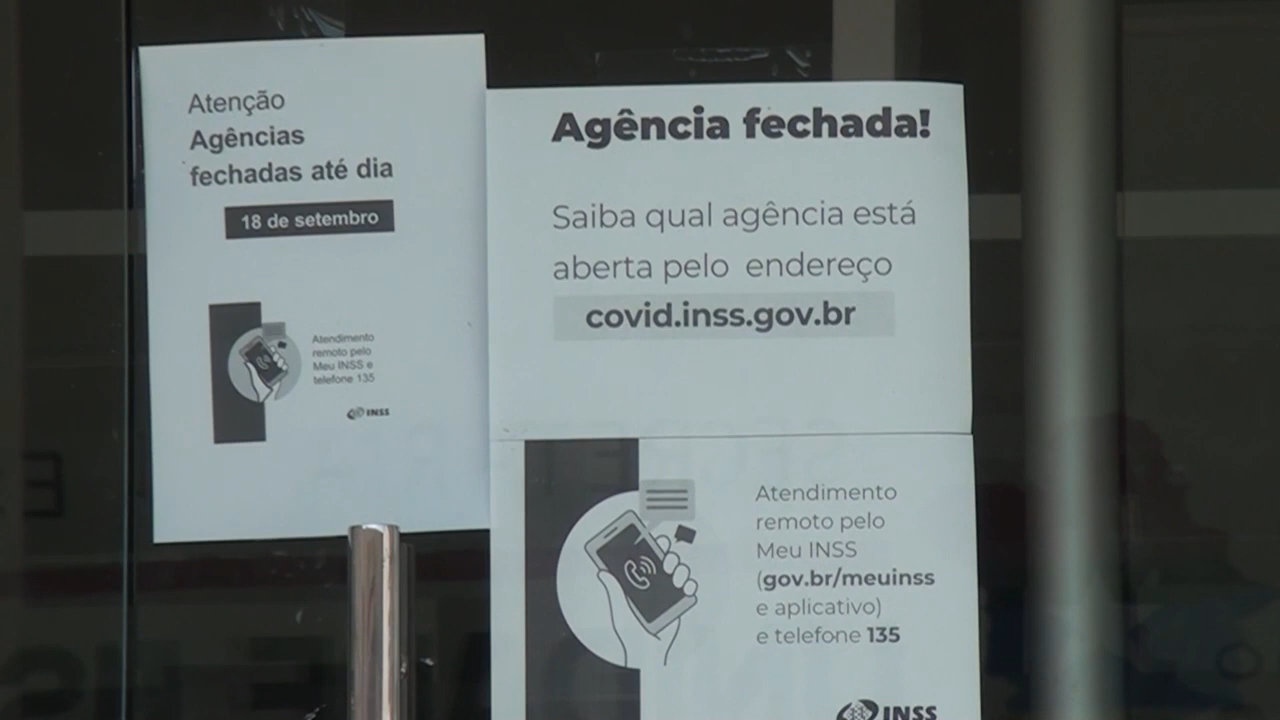 Atenção
Agências
fechadas até dia
18 de setembro
Atendimento
remoto pelo
Meu INSS e
telefone 135
INSS
Agência fechada!
Saiba qual agência está
aberta pelo endereço
covid.inss.gov.br
Atendimento
remoto pelo
Meu INSS
(gov.br/meuinss
e aplicativo)
e telefone 135
INSS